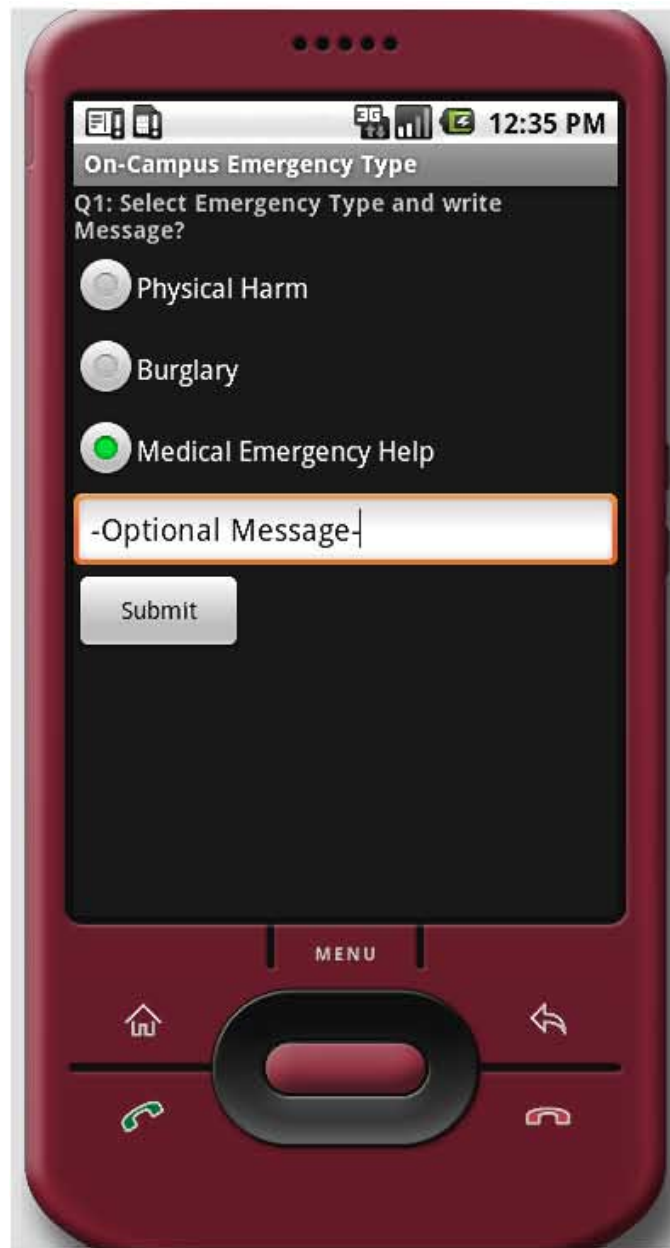 3G
12:35 PM
On-Campus Emergency Type
Q1: Select Emergency Type and write
Message?
Physical Harm
Burglary
Medical Emergency Help
-Optional Message-
Submit
MENU